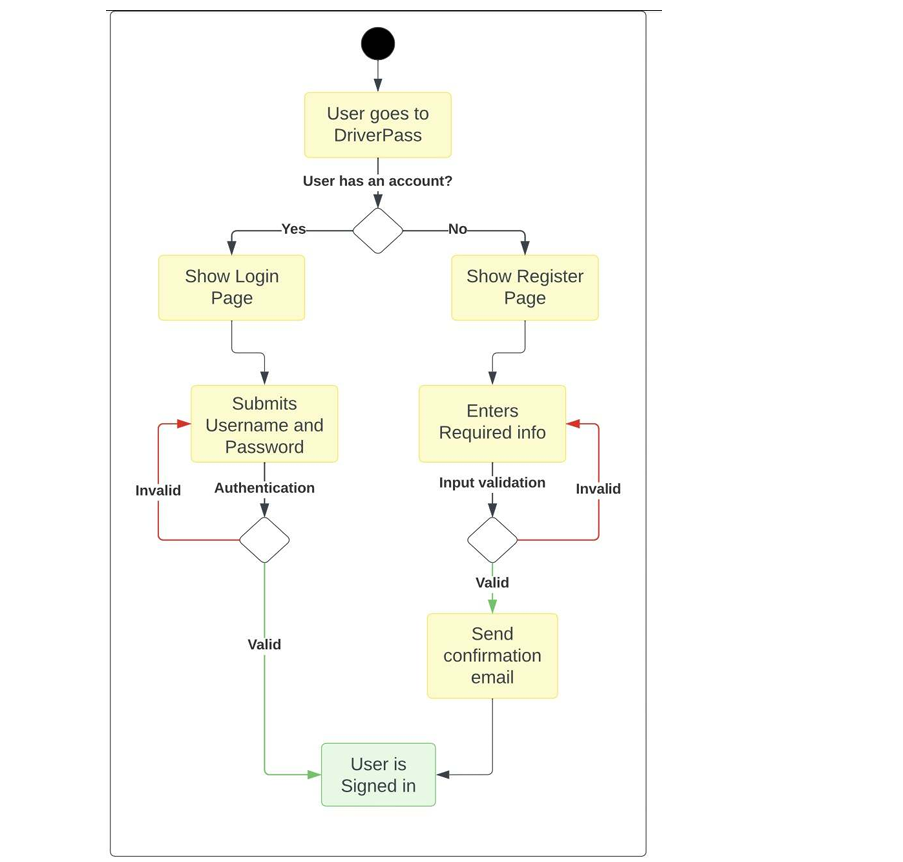 User goes to
DriverPass
User has an account?
Yes
No
Show Login
Page
Show Register
Page
Submits
Username and
Password
Enters
Required info
Invalid
Authentication
Input validation
Invalid
Valid
Valid
Send
confirmation
email
User is
Signed in